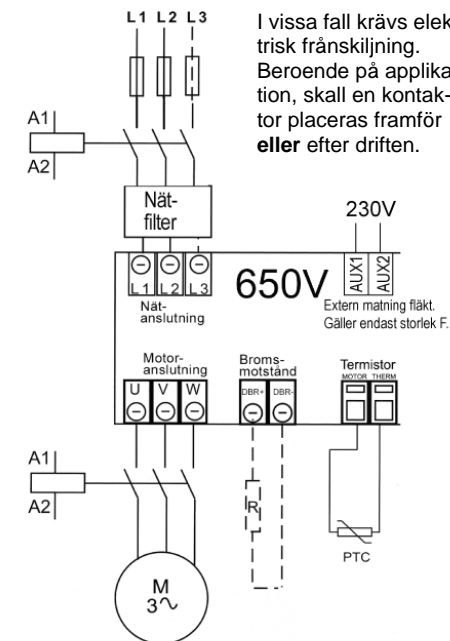 L1 L2 L3
I vissa fall krävs elek-
trisk frånskiljning.
Beroende på applika-
tion, skall en kontak-
tor placeras framför
eller efter driften.
A1
A2
Nät-
filter
230V
L1 L2 L3
650V
AUX1 AUX2
Nät-
anslutning
Extern matning fläkt.
Gäller endast storlek F.
Motor-
anslutning
Broms-
motstånd
Termistor
MOTOR THERM
U V W
DBR+ DBR-
A1
A2
R
PTC
M
3~